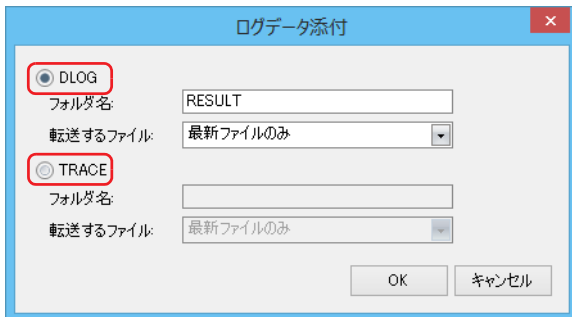 ログデータ添付
DLOG
フォルダ名: RESULT
転送するファイル: 最新ファイルのみ
TRACE
フォルダ名:
転送するファイル: 最新ファイルのみ
OK キャンセル